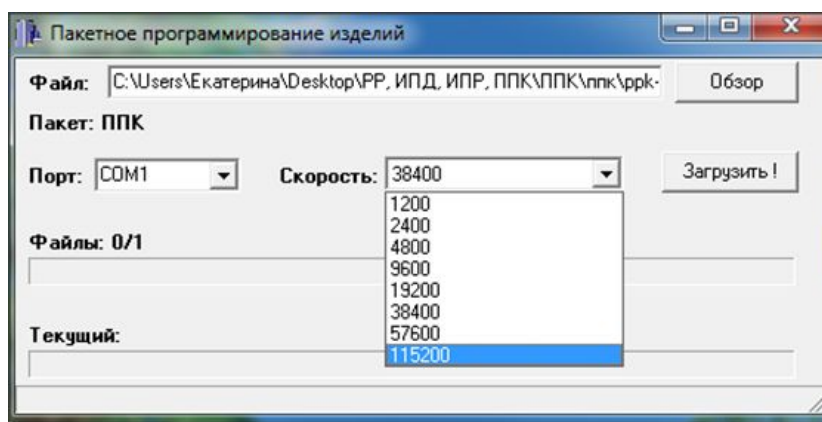 Пакетное программирование изделий
Файл: C:\Users\Екатерина\Desktop\PP, ИПД, ИПР, ППК\ППК\ппк\ppk- Обзор
Пакет: ППК
Порт: COM1 Скорость: 38400 Загрузить !
1200
2400
Файлы: 0/1 4800
9600
19200
38400
Текущий: 57600
115200